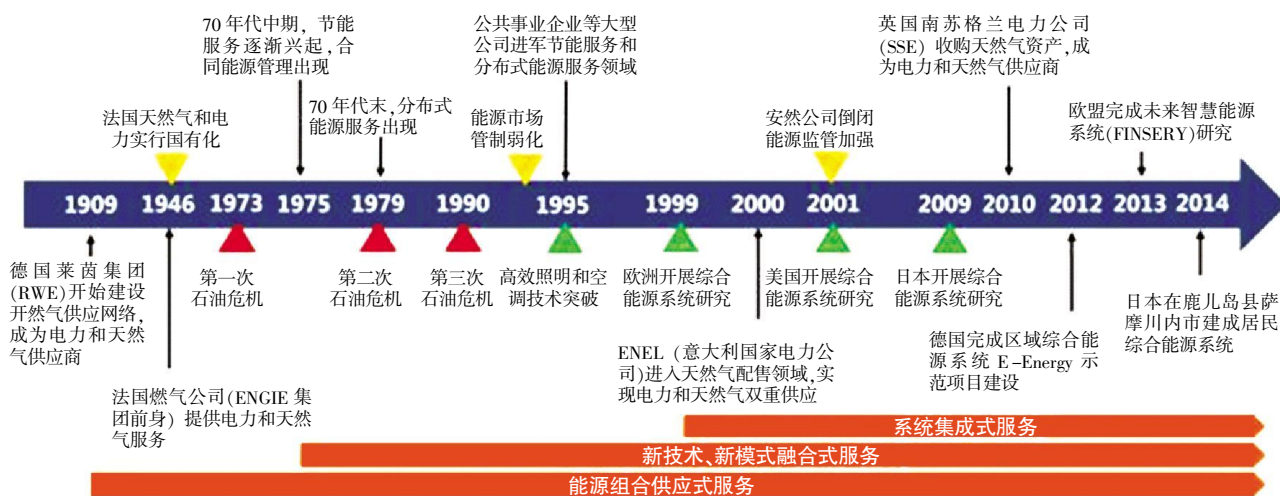 70 年代中期，节能
服务逐渐兴起，合
同能源管理出现
公共事业企业等大型
公司进军节能服务和
分布式能源服务领域
英国南苏格兰电力公司
(SSE) 收购天然气资产，成
为电力和天然气供应商
法国天然气和电
力实行国有化
70 年代末，分布式
能源服务出现
能源市场
管制弱化
安然公司倒闭
能源监管加强
欧盟完成未来智慧能源
系统(FINSERY)研究
1909 1946 1973 1975 1979 1990 1995 1999 2000 2001 2009 2010 2012 2013 2014
德国莱茵集团
(RWE)开始建设
开然气供应网络，
成为电力和天然
气供应商
第一次
石油危机
第二次
石油危机
第三次
石油危机
高效照明和空
调技术突破
欧洲开展综合
能源系统研究
美国开展综合
能源系统研究
日本开展综合
能源系统研究
日本在鹿儿岛县萨
摩川内市建成居民
综合能源系统
法国燃气公司(ENGIE 集
团前身) 提供电力和天然
气服务
ENEL (意大利国家电力公
司)进入天然气配售领域，实
现电力和天然气双重供应
德国完成区域综合能
源系统 E-Energy 示
范项目建设
系统集成式服务
新技术、新模式融合式服务
能源组合供应式服务